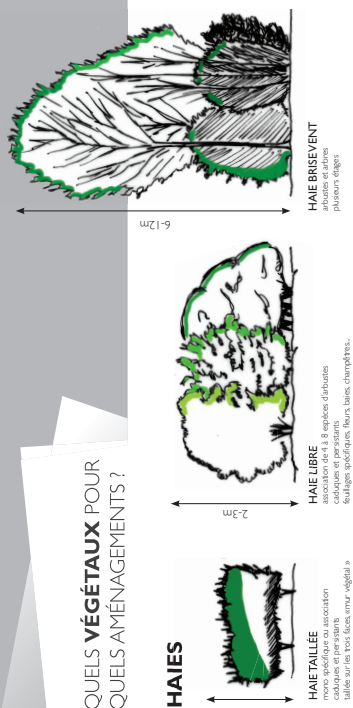 QUELS VÉGÉTAUX POUR
QUELS AMÉNAGEMENTS ?
HAIES
HAIE TAILLÉE
mono spécifique ou association
caduques et persistants
taillée sur les trois faces, «mur végétal »
2-3m
HAIE LIBRE
association de 4 à 8 espèces d'arbustes
caduques et persistants
feuillages spécifiques, fleurs, baies, champêtres...
6-12m
HAIE BRISE VENT
arbustes et arbres
plusieurs étages